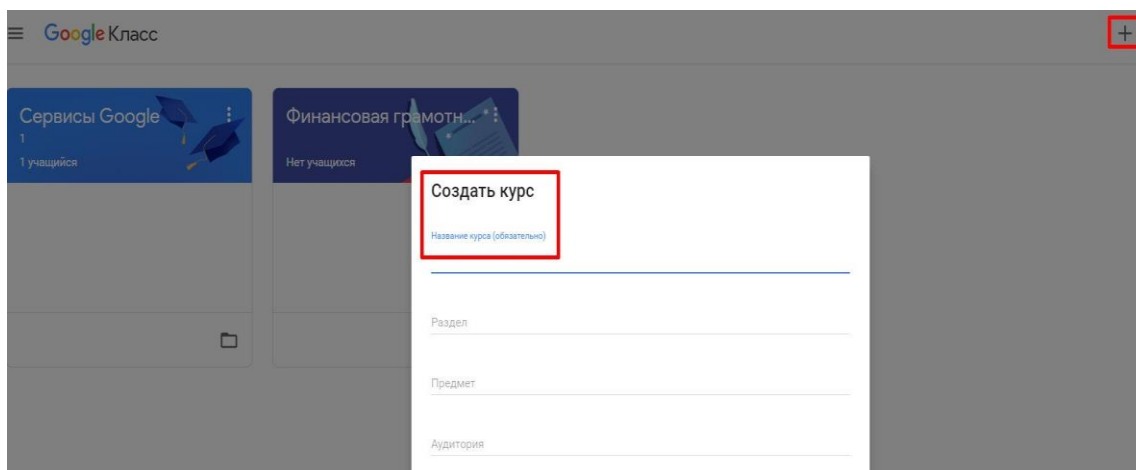 Google Класс
Сервисы Google
1
1 учащийся
Финансовая грамотн...
Нет учащихся
Создать курс
Название курса (обязательно)
Раздел
Предмет
Аудитория